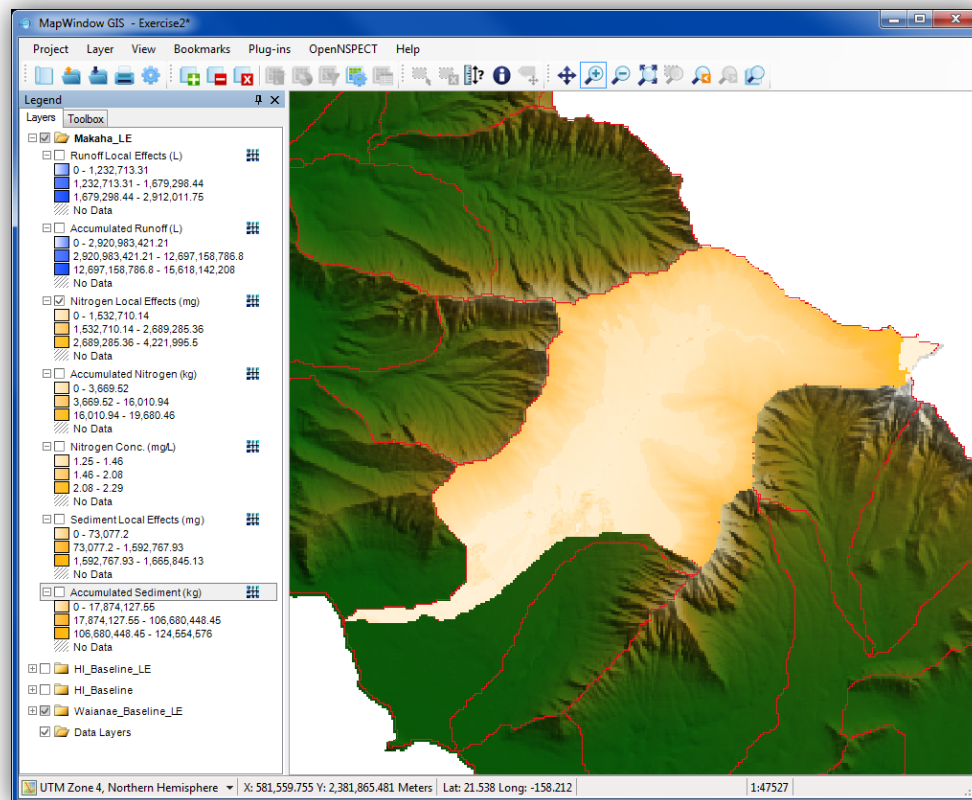 MapWindow GIS - Exercise2*
Project Layer View Bookmarks Plug-ins OpenNSPECT Help
Legend
Layers Toolbox
Makaha_LE
Runoff Local Effects (L)
0 - 1,232,713.31
1,232,713.31 - 1,679,298.44
1,679,298.44 - 2,912,011.75
No Data
Accumulated Runoff (L)
0 - 2,920,983,421.21
2,920,983,421.21 - 12,697,158,786.8
12,697,158,786.8 - 15,618,142,208
No Data
Nitrogen Local Effects (mg)
0 - 1,532,710.14
1,532,710.14 - 2,689,285.36
2,689,285.36 - 4,221,995.5
No Data
Accumulated Nitrogen (kg)
0 - 3,669.52
3,669.52 - 16,010.94
16,010.94 - 19,680.46
No Data
Nitrogen Conc. (mg/L)
1.25 - 1.46
1.46 - 2.08
2.08 - 2.29
No Data
Sediment Local Effects (mg)
0 - 73,077.2
73,077.2 - 1,592,767.93
1,592,767.93 - 1,665,845.13
No Data
Accumulated Sediment (kg)
0 - 17,874,127.55
17,874,127.55 - 106,680,448.45
106,680,448.45 - 124,554,576
No Data
HI_Baseline_LE
HI_Baseline
Waianae_Baseline_LE
Data Layers
UTM Zone 4, Northern Hemisphere X: 581,559.755 Y: 2,381,865.481 Meters Lat: 21.538 Long: -158.212 1:47527